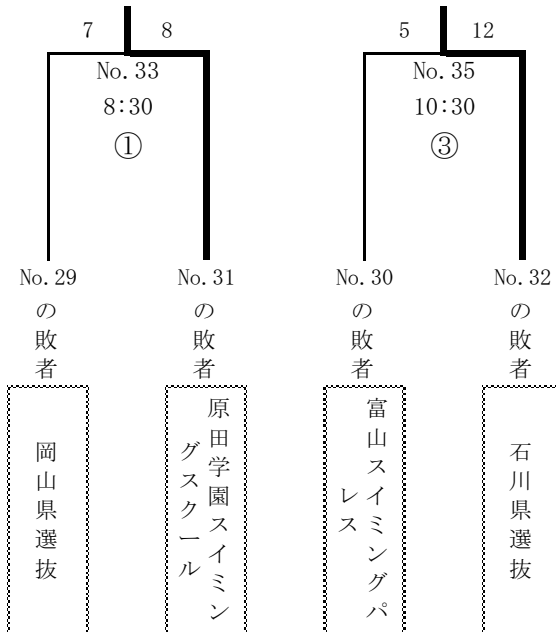 7 8
No.33
8:30
①
No.29
の敗者
岡山県選抜
No.31
の敗者
原田学園スイミン
グスクール
5 12
No.35
10:30
③
No.30
の敗者
富山スイミングパ
レス
No.32
の敗者
石川県選抜